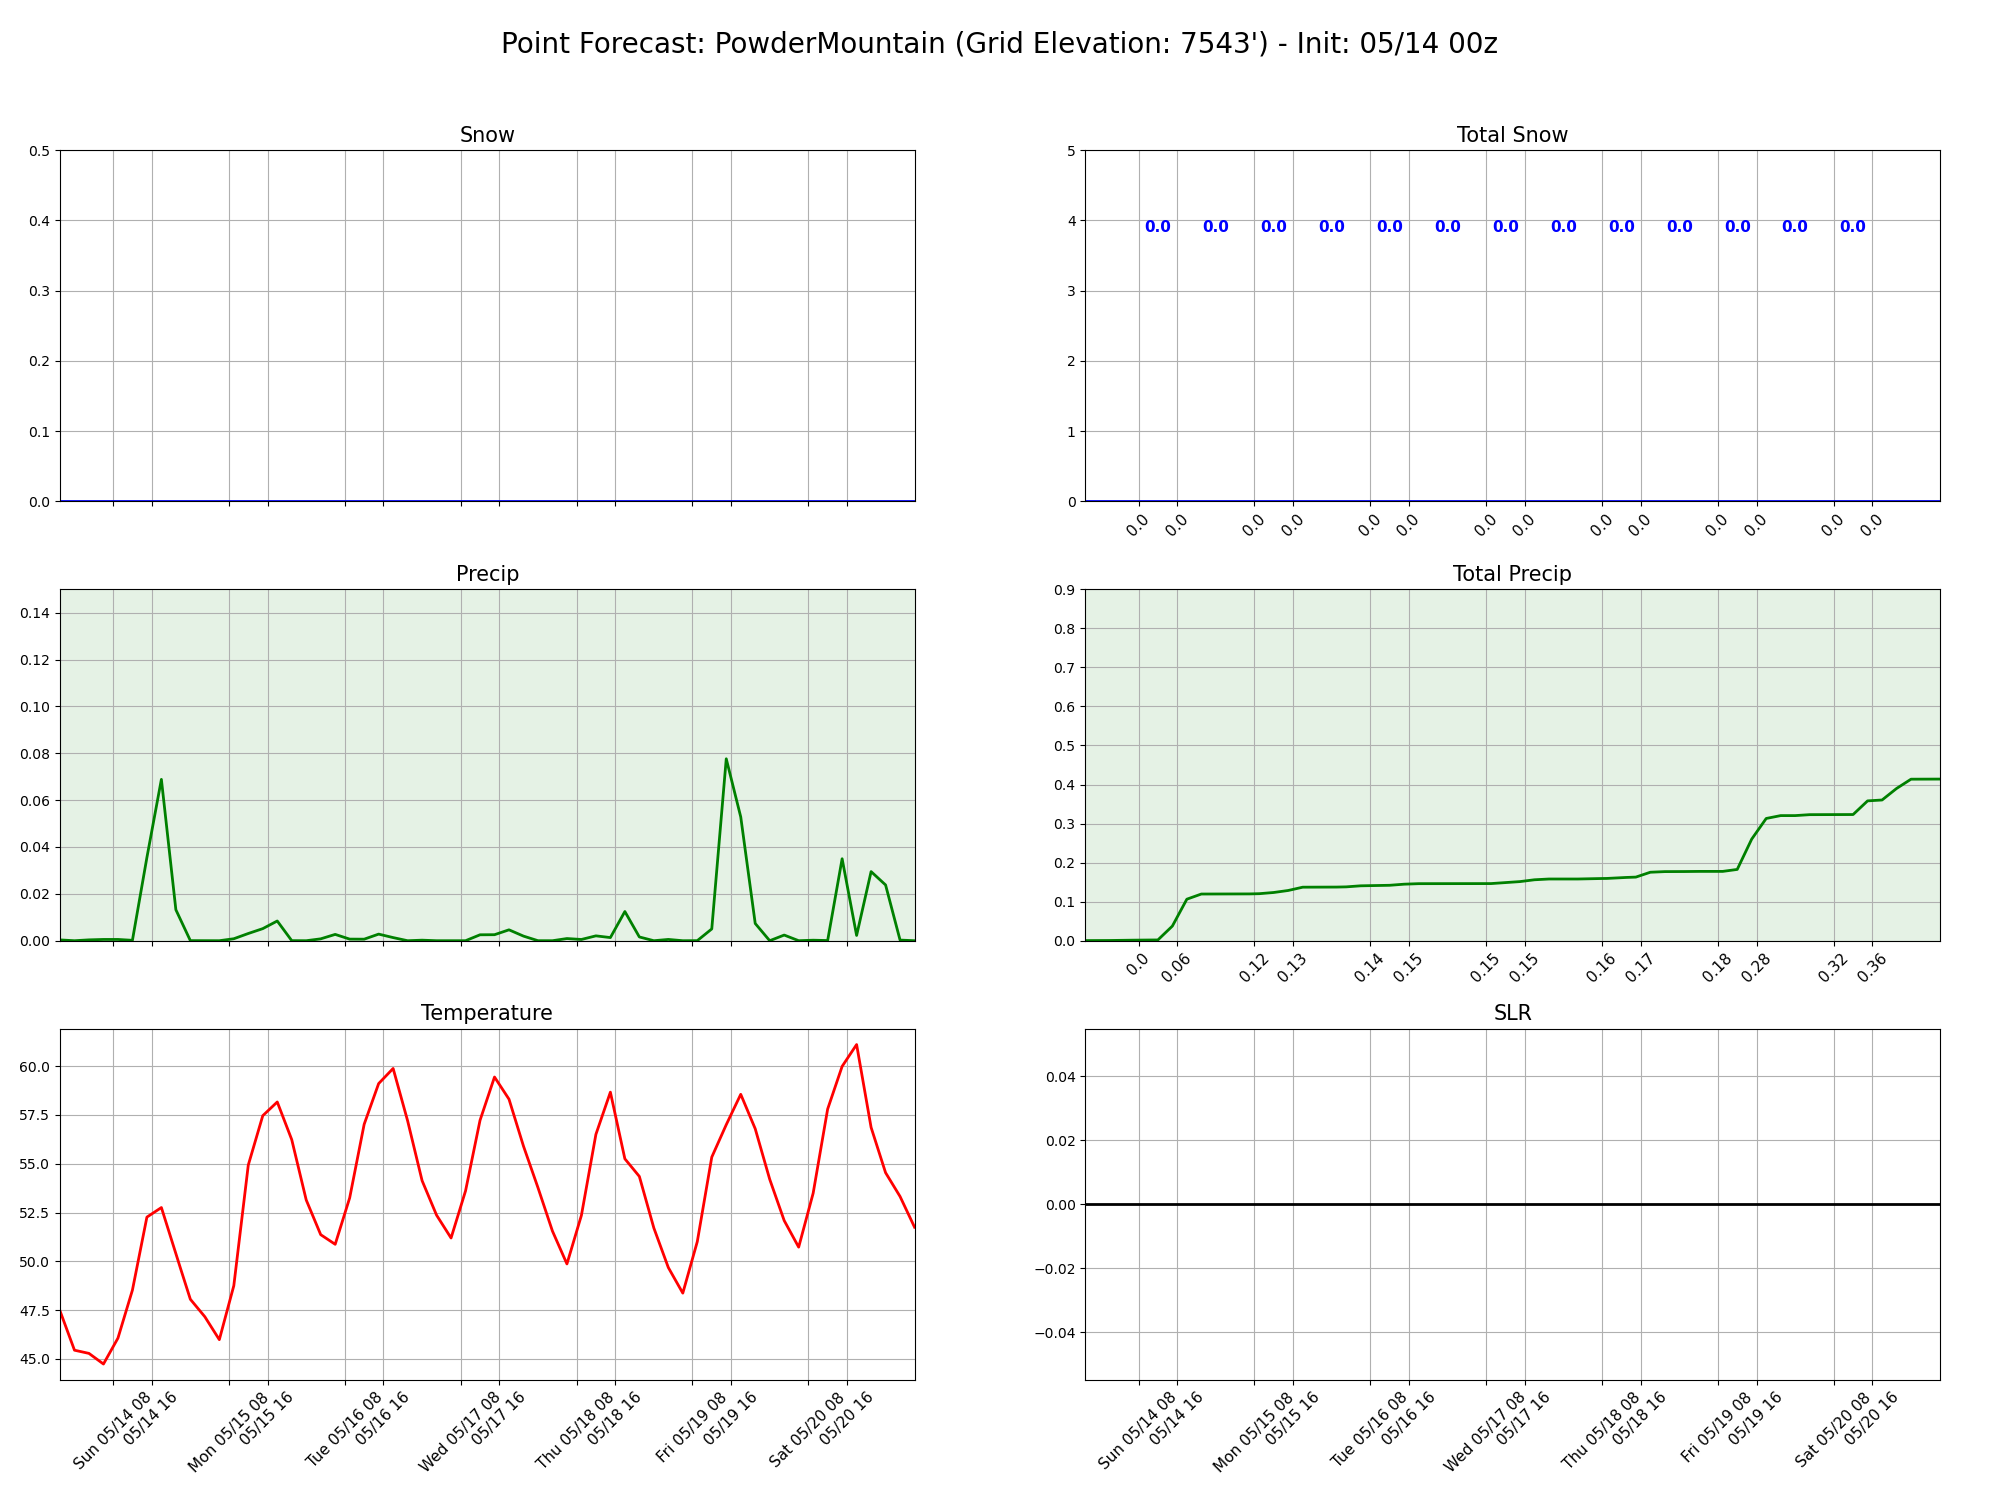 Point Forecast: PowderMountain (Grid Elevation: 7543') - Init: 05/14 00z
Snow
0.5
0.4
0.3
0.2
0.1
0.0
Total Snow
5
4
3
2
1
0
0.0 0.0 0.0 0.0 0.0 0.0 0.0 0.0 0.0 0.0 0.0 0.0 0.0
0.0 0.0 0.0 0.0 0.0 0.0 0.0 0.0 0.0 0.0 0.0 0.0 0.0 0.0
Precip
0.14
0.12
0.10
0.08
0.06
0.04
0.02
0.00
Total Precip
0.9
0.8
0.7
0.6
0.5
0.4
0.3
0.2
0.1
0.0
0.0 0.06 0.12 0.13 0.14 0.15 0.15 0.15 0.16 0.17 0.18 0.28 0.32 0.36
Temperature
60.0
57.5
55.0
52.5
50.0
47.5
45.0
Sun 05/14 08
05/14 16
Mon 05/15 08
05/15 16
Tue 05/16 08
05/16 16
Wed 05/17 08
05/17 16
Thu 05/18 08
05/18 16
Fri 05/19 08
05/19 16
Sat 05/20 08
05/20 16
SLR
0.04
0.02
0.00
−0.02
−0.04
Sun 05/14 08
05/14 16
Mon 05/15 08
05/15 16
Tue 05/16 08
05/16 16
Wed 05/17 08
05/17 16
Thu 05/18 08
05/18 16
Fri 05/19 08
05/19 16
Sat 05/20 08
05/20 16